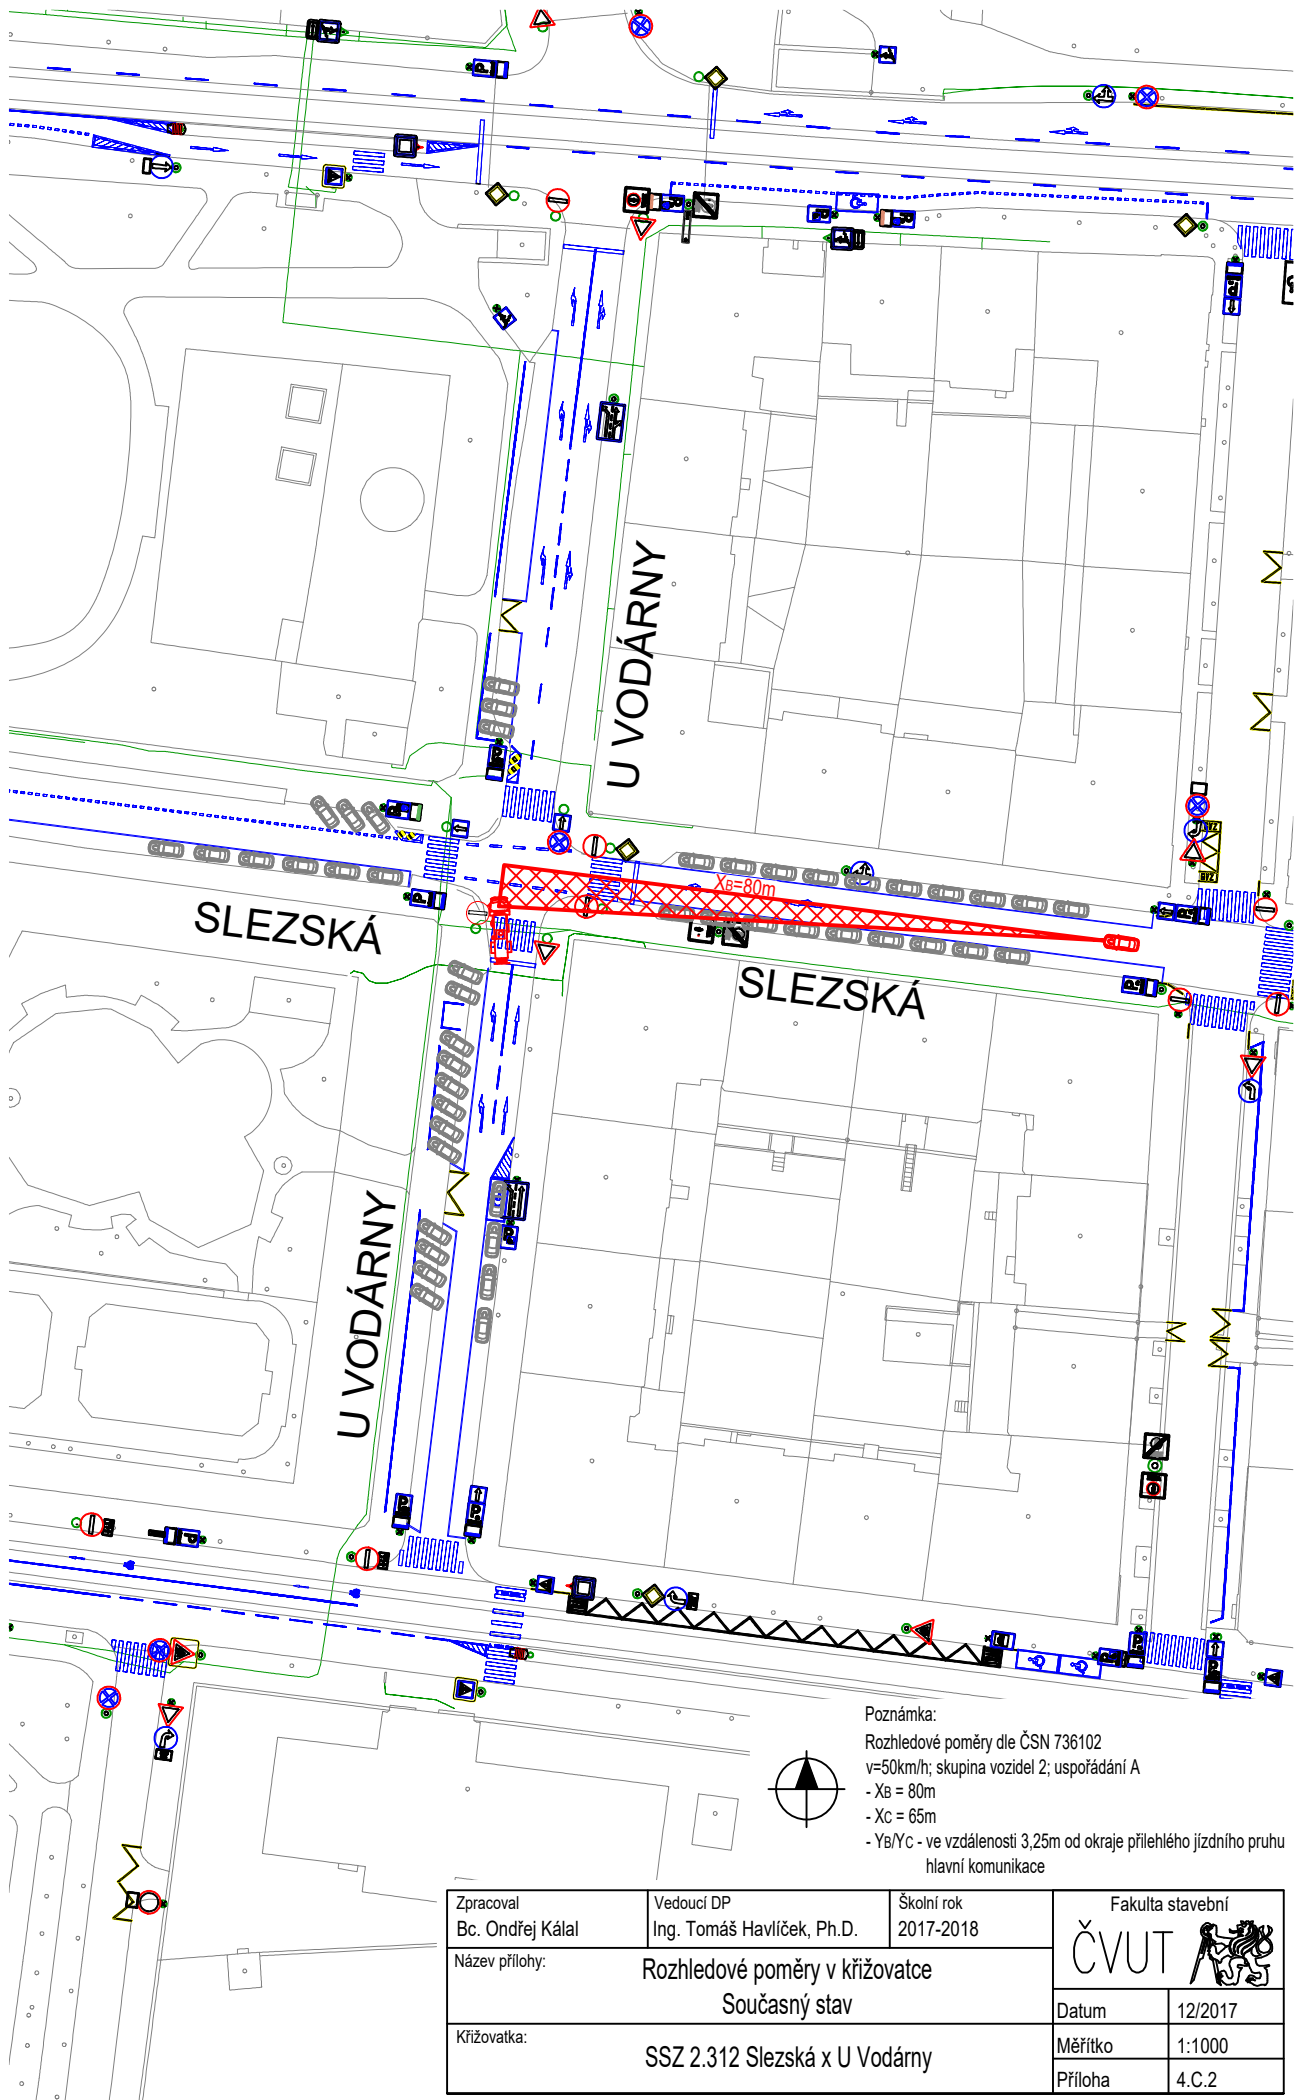 U VODÁRNY
XB=80m
SLEZSKÁ
SLEZSKÁ
U VODÁRNY
Poznámka:
Rozhledové poměry dle ČSN 736102
v=50km/h; skupina vozidel 2; uspořádání A
- XB = 80m
- XC = 65m
- YB/YC - ve vzdálenosti 3,25m od okraje přilehlého jízdního pruhu
hlavní komunikace
Zpracoval
Bc. Ondřej Kálal
Vedoucí DP
Ing. Tomáš Havlíček, Ph.D.
Školní rok
2017-2018
Fakulta stavební
ČVUT
Název přílohy:
Rozhledové poměry v křižovatce
Současný stav
Datum
12/2017
Křižovatka:
SSZ 2.312 Slezská x U Vodárny
Měřítko
1:1000
Příloha
4.C.2